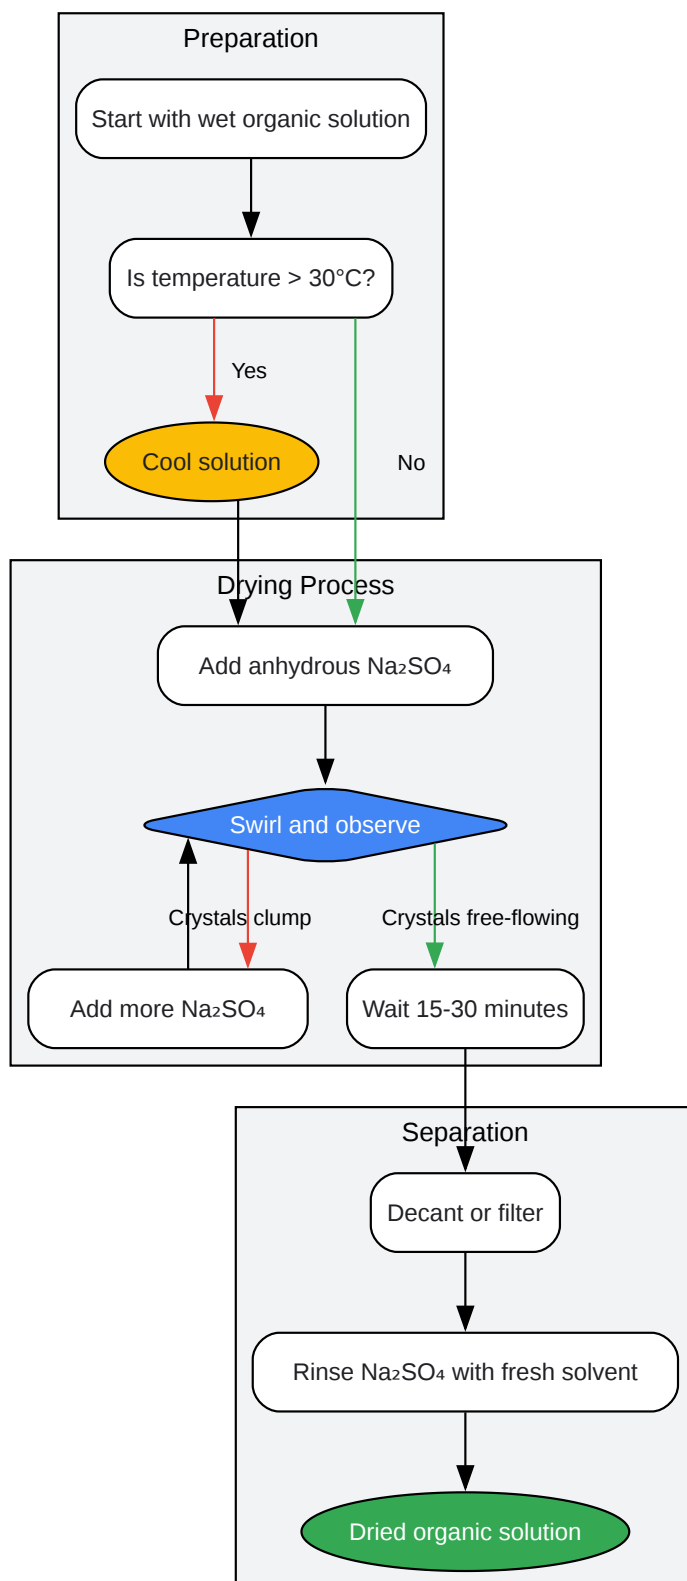 Preparation
Start with wet organic solution
Is temperature > 30°C?
Yes
Cool solution
No
Drying Process
Add anhydrous Na₂SO₄
Swirl and observe
Crystals clump
Crystals free-flowing
Add more Na₂SO₄
Wait 15-30 minutes
Separation
Decant or filter
Rinse Na₂SO₄ with fresh solvent
Dried organic solution